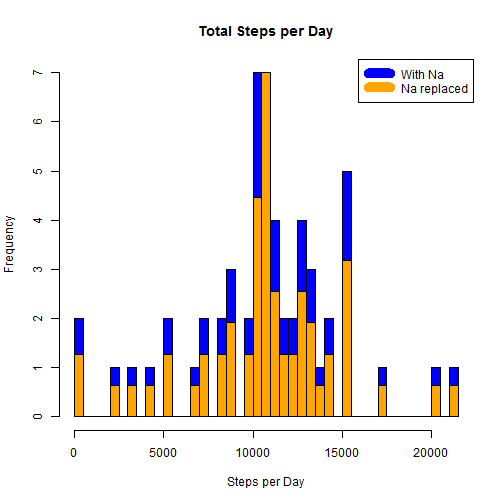 Total Steps per Day
With Na
Na replaced
Frequency
7
6
5
4
3
2
1
0
0 5000 10000 15000 20000
Steps per Day